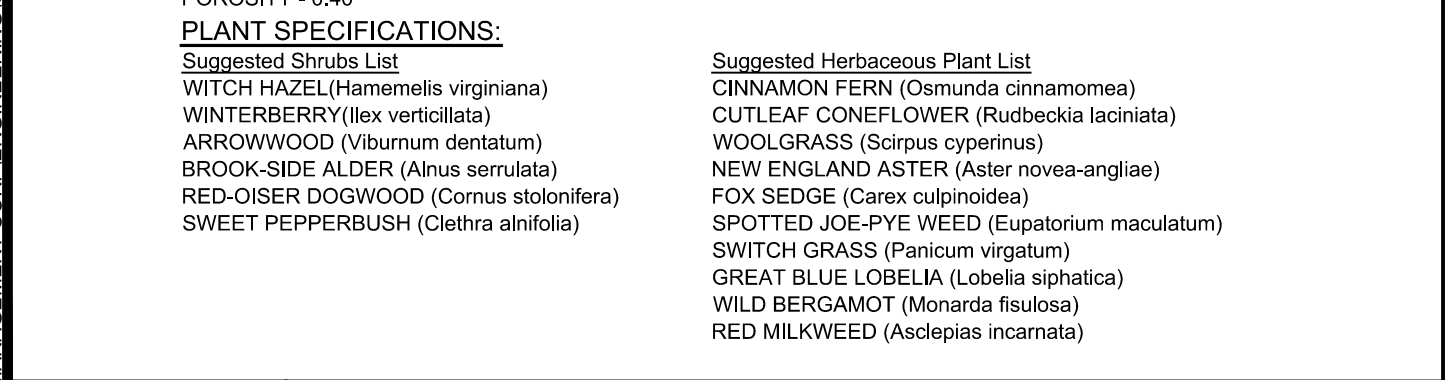 POROSITY - 0.40
PLANT SPECIFICATIONS:
Suggested Shrubs List
WITCH HAZEL(Hamemelis virginiana)
WINTERBERRY(Ilex verticillata)
ARROWWOOD (Viburnum dentatum)
BROOK-SIDE ALDER (Alnus serrulata)
RED-OISER DOGWOOD (Cornus stolonifera)
SWEET PEPPERBUSH (Clethra alnifolia)
Suggested Herbaceous Plant List
CINNAMON FERN (Osmunda cinnamomea)
CUTLEAF CONEFLOWER (Rudbeckia laciniata)
WOOLGRASS (Scirpus cyperinus)
NEW ENGLAND ASTER (Aster novea-angliae)
FOX SEDGE (Carex culpinoidea)
SPOTTED JOE-PYE WEED (Eupatorium maculatum)
SWITCH GRASS (Panicum virgatum)
GREAT BLUE LOBELIA (Lobelia siphatica)
WILD BERGAMOT (Monarda fisulosa)
RED MILKWEED (Asclepias incarnata)